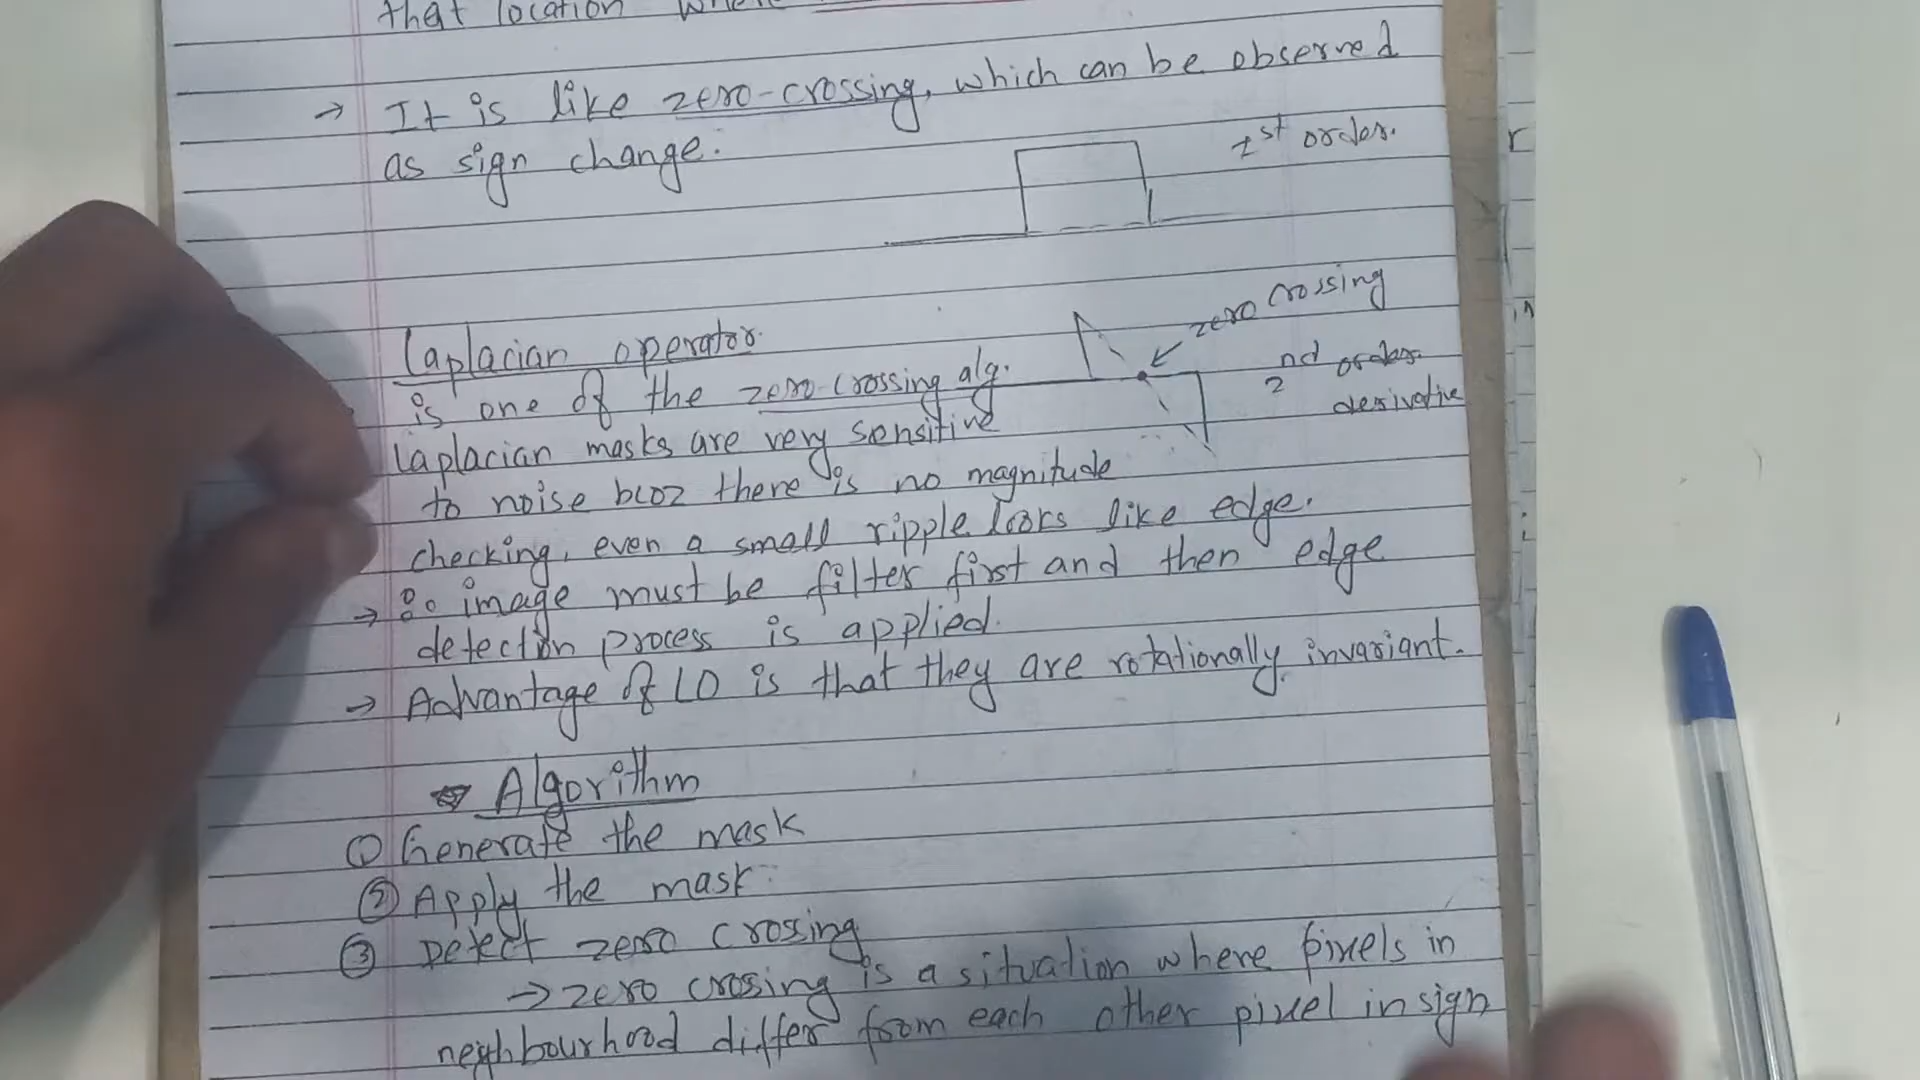 that location
→ It is like zero-crossing, which can be observed
as sign change.
1st order.
zero crossing
Laplacian operator.
is one of the zero-crossing alg.
2nd order
derivative
Laplacian masks are very sensitive
to noise bcoz there is no magnitude
checking, even a small ripple looks like edge.
→ ∴ image must be filter first and then edge
detection process is applied.
→ Advantage of LO is that they are rotationally invariant.
Algorithm
① Generate the mask
② Apply the mask.
③ Detect zero crossing
→ zero crossing is a situation where pixels in
neighbourhood differ from each other pixel in sign